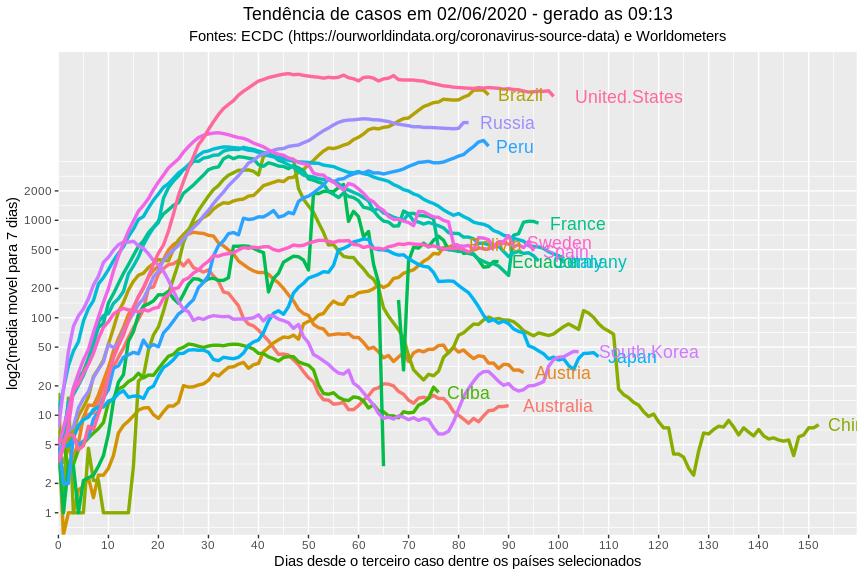 Tendência de casos em 02/06/2020 - gerado as 09:13
Fontes: ECDC (https://ourworldindata.org/coronavirus-source-data) e Worldometers
log2(media movel para 7 dias)
2000
1000
500
200
100
50
20
10
5
2
1
Brazil
United.States
Russia
Peru
France
Sweden
Spain
Ecuador
Germany
South Korea
Japan
Austria
Cuba
Australia
Chin
0 10 20 30 40 50 60 70 80 90 100 110 120 130 140 150
Dias desde o terceiro caso dentre os países selecionados